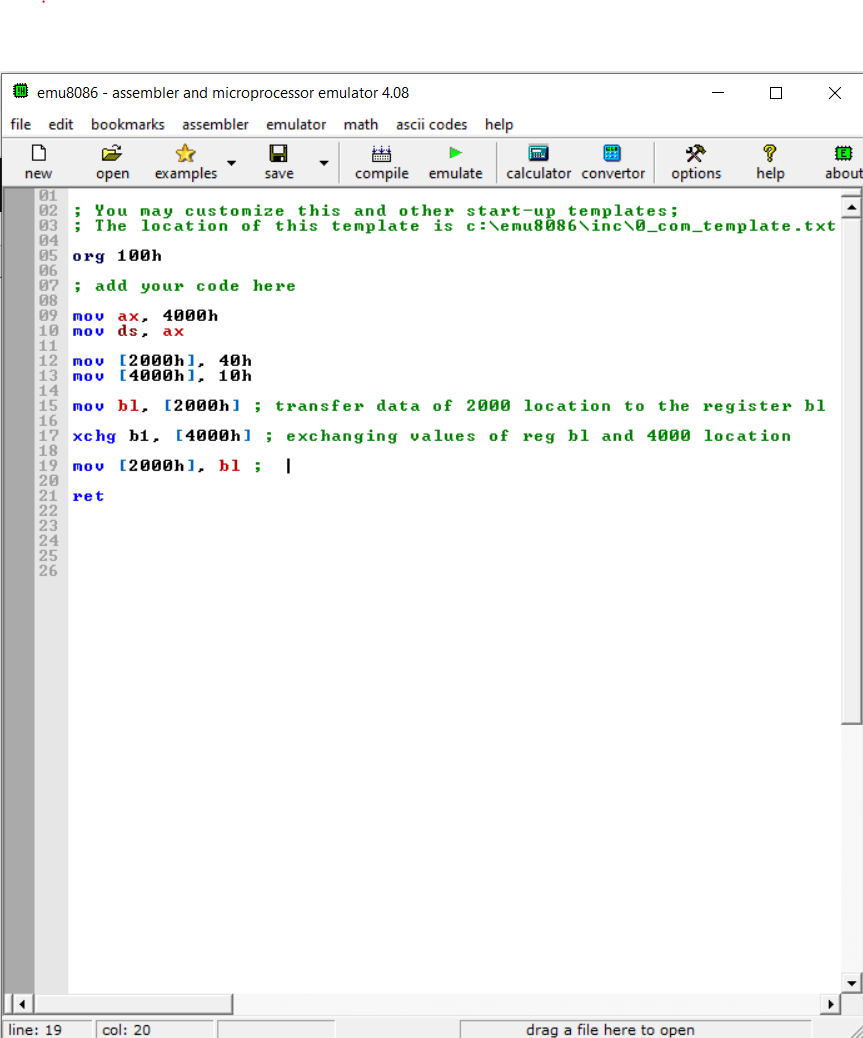 emu8086 - assembler and microprocessor emulator 4.08
file edit bookmarks assembler emulator math ascii codes help
new open examples save compile emulate calculator convertor options help about
01
02 ; You may customize this and other start-up templates;
03 ; The location of this template is c:\emu8086\inc\0_com_template.txt
04
05 org 100h
06
07 ; add your code here
08
09 mov ax, 4000h
10 mov ds, ax
11
12 mov [2000h], 40h
13 mov [4000h], 10h
14
15 mov bl, [2000h] ; transfer data of 2000 location to the register bl
16
17 xchg b1, [4000h] ; exchanging values of reg bl and 4000 location
18
19 mov [2000h], bl ;
20
21 ret
22
23
24
25
26
line: 19 col: 20 drag a file here to open